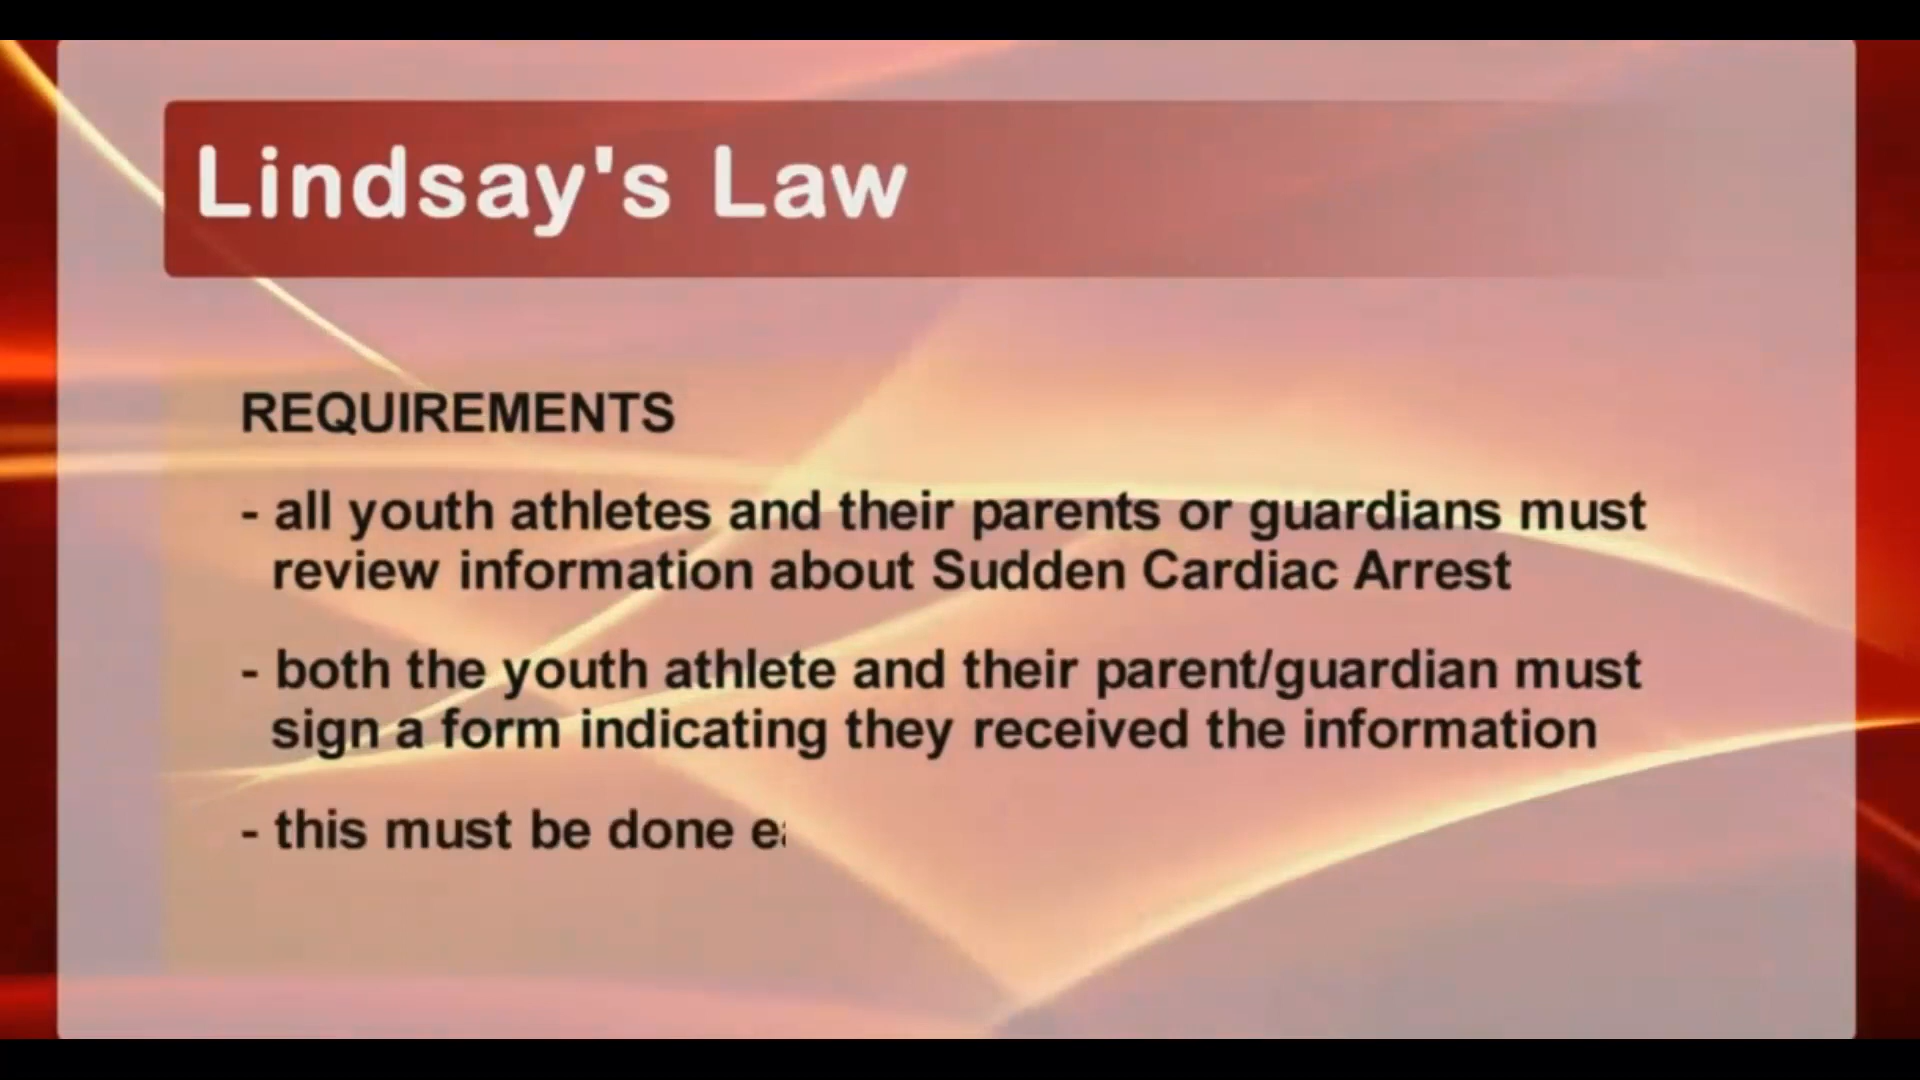 Lindsay's Law
REQUIREMENTS
- all youth athletes and their parents or guardians must
review information about Sudden Cardiac Arrest
- both the youth athlete and their parent/guardian must
sign a form indicating they received the information
- this must be done